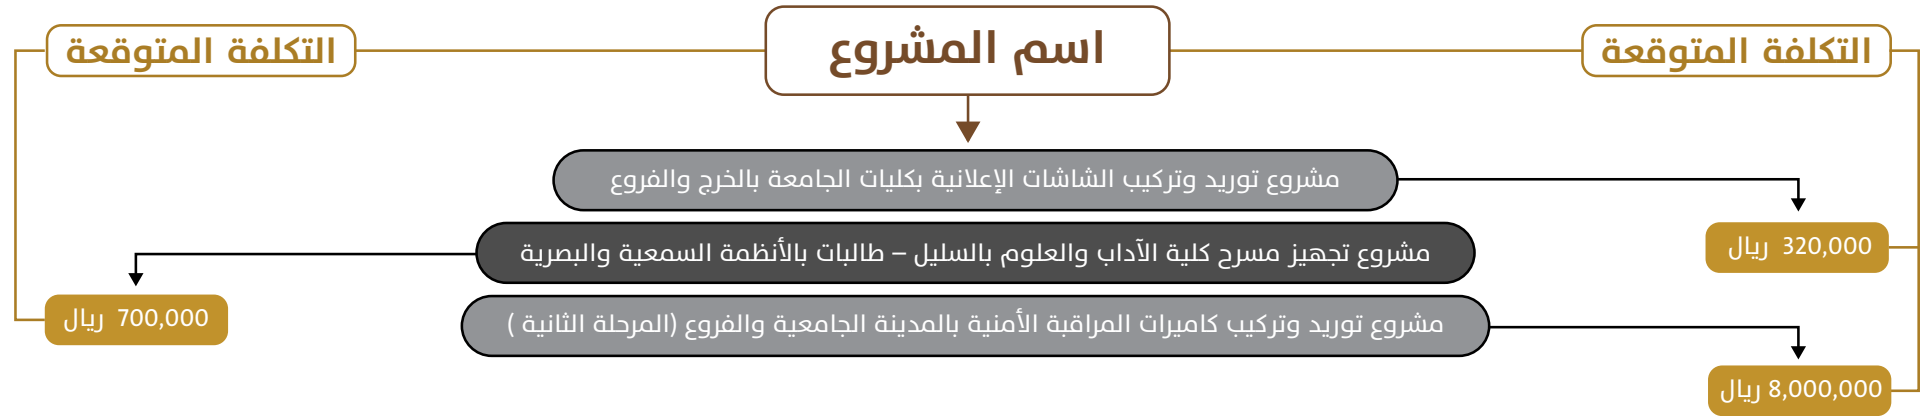 التكلفة المتوقعة
اسم المشروع
التكلفة المتوقعة
مشروع توريد وتركيب الشاشات الإعلانية بكليات الجامعة بالخرج والفروع
320,000 ريال
مشروع تجهيز مسرح كلية الآداب والعلوم بالسليل – طالبات بالأنظمة السمعية والبصرية
700,000 ريال
مشروع توريد وتركيب كاميرات المراقبة الأمنية بالمدينة الجامعية والفروع (المرحلة الثانية )
8,000,000 ريال